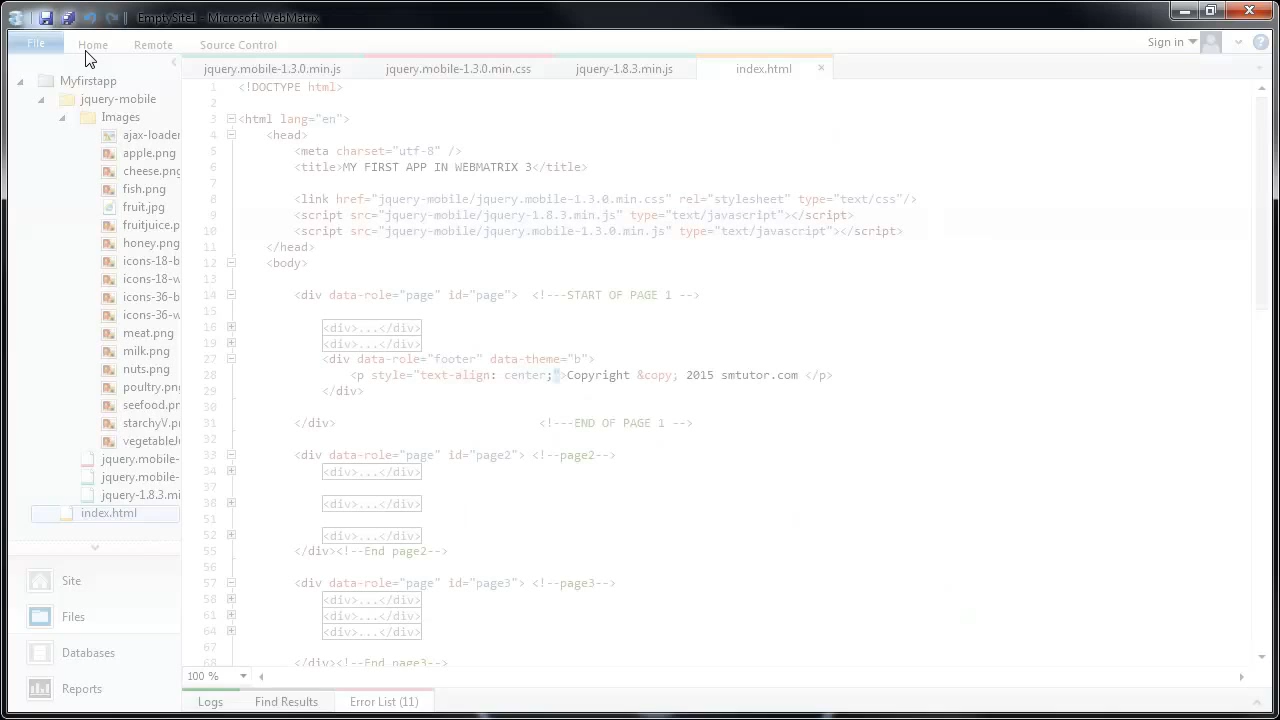 EmptySite1 - Microsoft WebMatrix
File Home Remote Source Control Sign in
jquery.mobile-1.3.0.min.js jquery.mobile-1.3.0.min.css jquery-1.8.3.min.js index.html
Myfirstapp
jquery-mobile
Images
ajax-loader
apple.png
cheese.png
fish.png
fruit.jpg
fruitjuice.p
honey.png
icons-18-b
icons-18-w
icons-36-b
icons-36-w
meat.png
milk.png
nuts.png
poultry.png
seefood.pn
starchyV.p
vegetableJ
jquery.mobile-
jquery.mobile-
jquery-1.8.3.mi
index.html
Site
Files
Databases
Reports
1 <!DOCTYPE html>
2
3 <html lang="en">
4 <head>
5 <meta charset="utf-8" />
6 <title>MY FIRST APP IN WEBMATRIX 3</title>
7
8 <link href="jquery-mobile/jquery.mobile-1.3.0.min.css" rel="stylesheet" type="text/css"/>
9 <script src="jquery-mobile/jquery-1.8.3.min.js" type="text/javascript"></script>
10 <script src="jquery-mobile/jquery.mobile-1.3.0.min.js" type="text/javascript"></script>
11 </head>
12 <body>
13
14 <div data-role="page" id="page"> <!---START OF PAGE 1 -->
15
16 <div>...</div>
19 <div>...</div>
27 <div data-role="footer" data-theme="b">
28 <p style="text-align: center;">Copyright &copy; 2015 smtutor.com </p>
29 </div>
30
31 </div> <!---END OF PAGE 1 -->
32
33 <div data-role="page" id="page2"> <!--page2-->
34 <div>...</div>
37
38 <div>...</div>
51
52 <div>...</div>
55 </div><!--End page2-->
56
57 <div data-role="page" id="page3"> <!--page3-->
58 <div>...</div>
61 <div>...</div>
64 <div>...</div>
67
68 </div><!--End page3-->
100 %
Logs Find Results Error List (11)